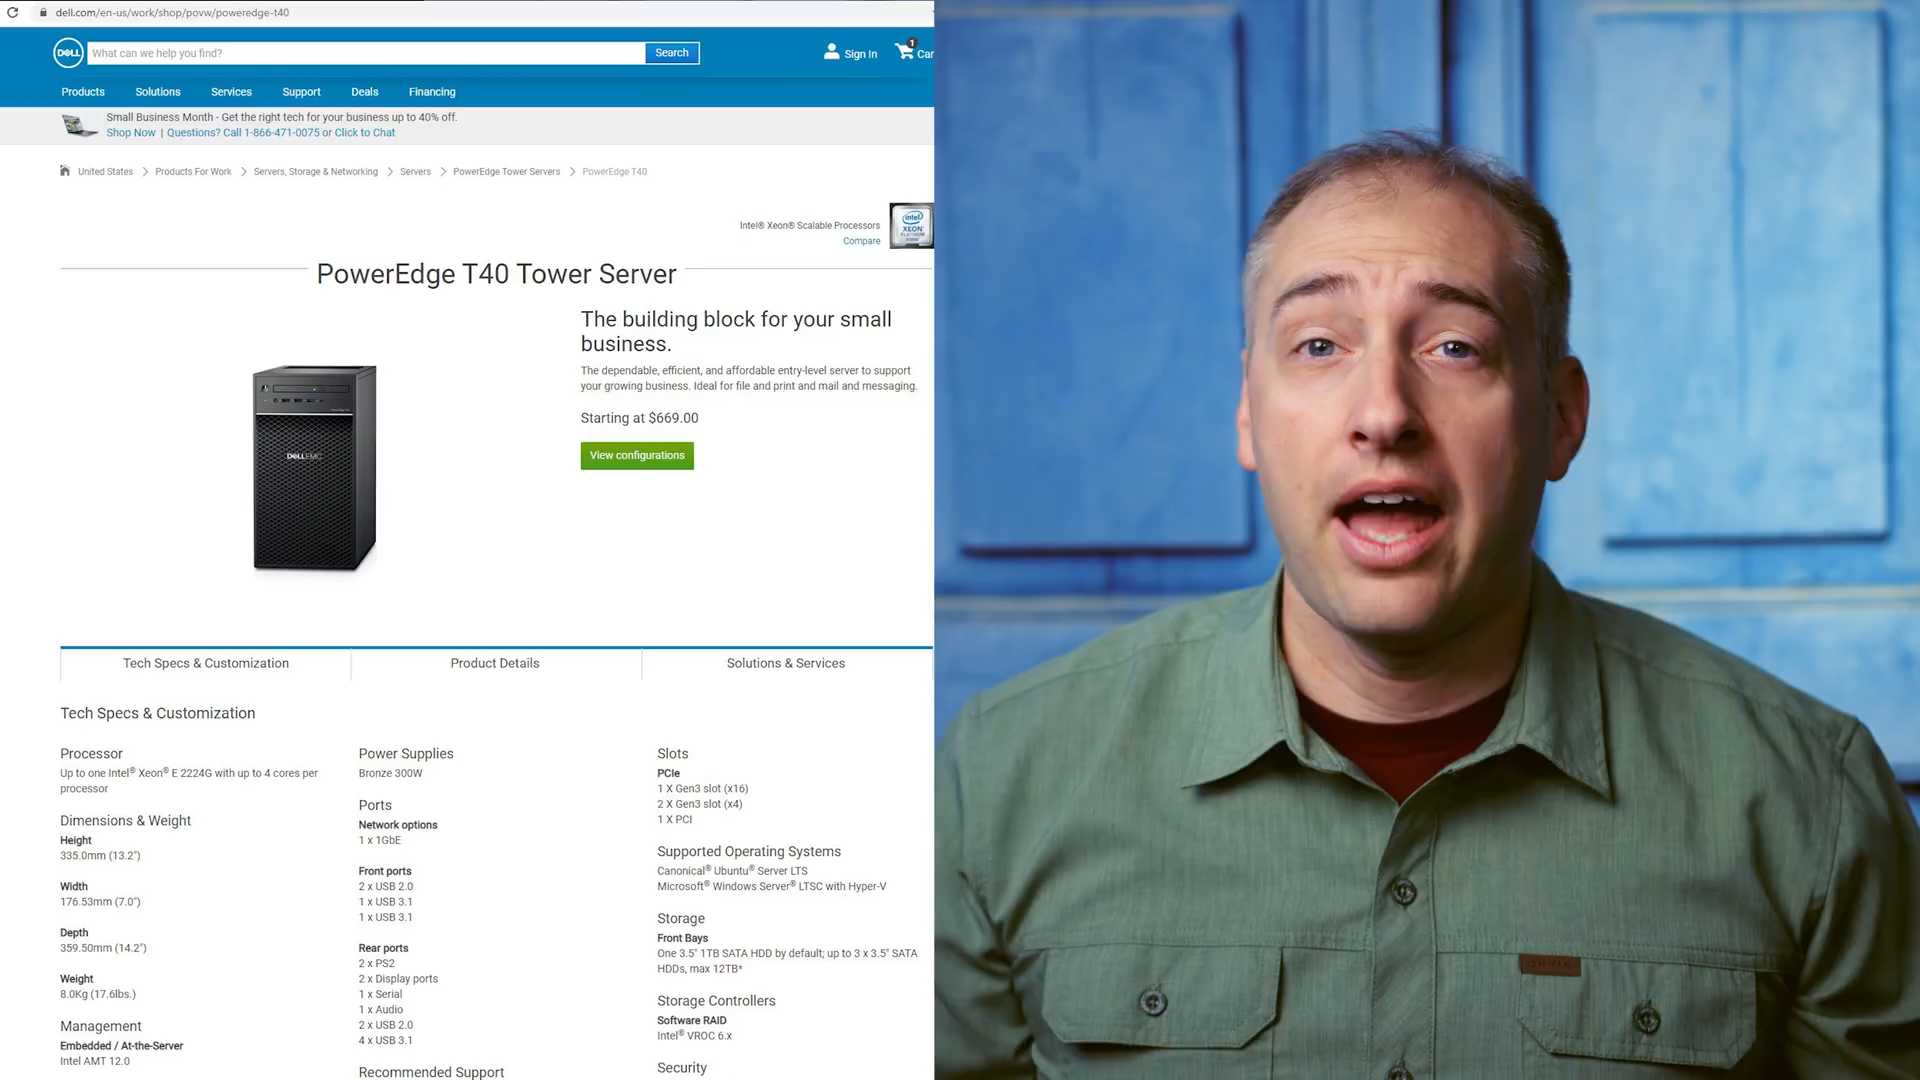 dell.com/en-us/work/shop/povw/poweredge-t40
DELL
What can we help you find?
Search
Sign In
1
Car
Products
Solutions
Services
Support
Deals
Financing
Small Business Month - Get the right tech for your business up to 40% off.
Shop Now | Questions? Call 1-866-471-0075 or Click to Chat
United States
Products For Work
Servers, Storage & Networking
Servers
PowerEdge Tower Servers
PowerEdge T40
Intel® Xeon® Scalable Processors
Compare
intel
XEON
PLATINUM
inside
PowerEdge T40 Tower Server
The building block for your small
business.
The dependable, efficient, and affordable entry-level server to support
your growing business. Ideal for file and print and mail and messaging.
Starting at $669.00
View configurations
DELL EMC
Tech Specs & Customization
Product Details
Solutions & Services
Tech Specs & Customization
Processor
Up to one Intel® Xeon® E 2224G with up to 4 cores per
processor
Dimensions & Weight
Height
335.0mm (13.2")
Width
176.53mm (7.0")
Depth
359.50mm (14.2")
Weight
8.0Kg (17.6lbs.)
Management
Embedded / At-the-Server
Intel AMT 12.0
Power Supplies
Bronze 300W
Ports
Network options
1 x 1GbE
Front ports
2 x USB 2.0
1 x USB 3.1
1 x USB 3.1
Rear ports
2 x PS2
2 x Display ports
1 x Serial
1 x Audio
2 x USB 2.0
4 x USB 3.1
Recommended Support
Slots
PCIe
1 X Gen3 slot (x16)
2 X Gen3 slot (x4)
1 X PCI
Supported Operating Systems
Canonical® Ubuntu® Server LTS
Microsoft® Windows Server® LTSC with Hyper-V
Storage
Front Bays
One 3.5" 1TB SATA HDD by default; up to 3 x 3.5" SATA
HDDs, max 12TB*
Storage Controllers
Software RAID
Intel® VROC 6.x
Security